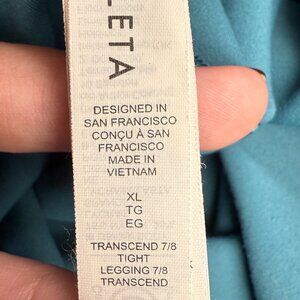 LETA
DESIGNED IN
SAN FRANCISCO
CONÇU À SAN
FRANCISCO
MADE IN
VIETNAM
XL
TG
EG
TRANSCEND 7/8
TIGHT
LEGGING 7/8
TRANSCEND